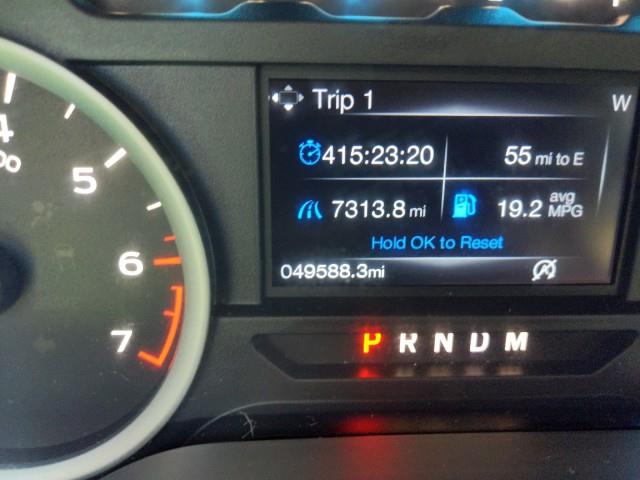 Trip 1
W
415:23:20
55 mi to E
7313.8 mi
19.2 avg MPG
Hold OK to Reset
049588.3mi
P R N D M
4
5
6
7